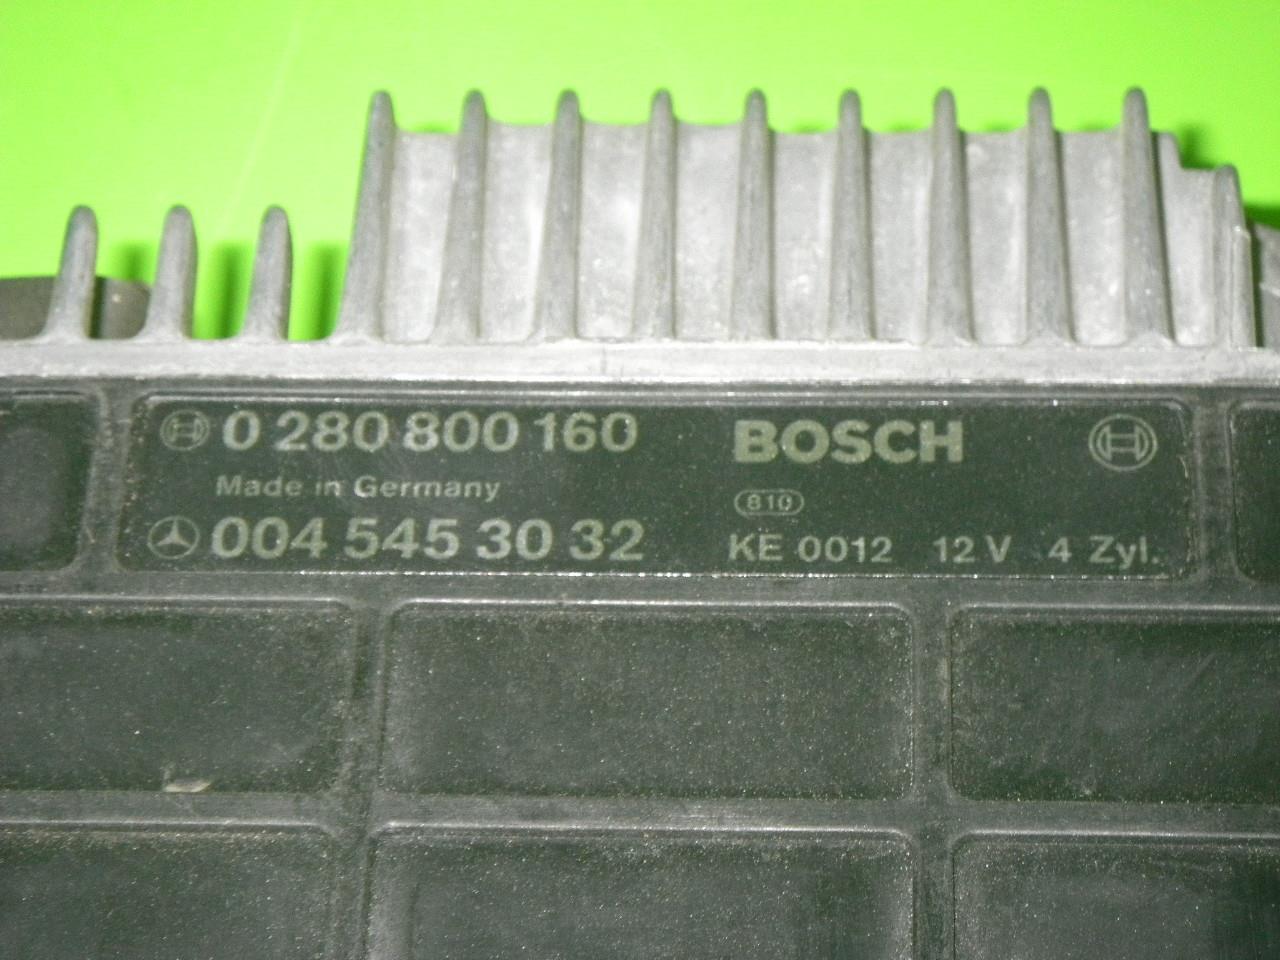 0 280 800 160
BOSCH
Made in Germany
810
004 545 30 32
KE 0012 12 V 4 Zyl.